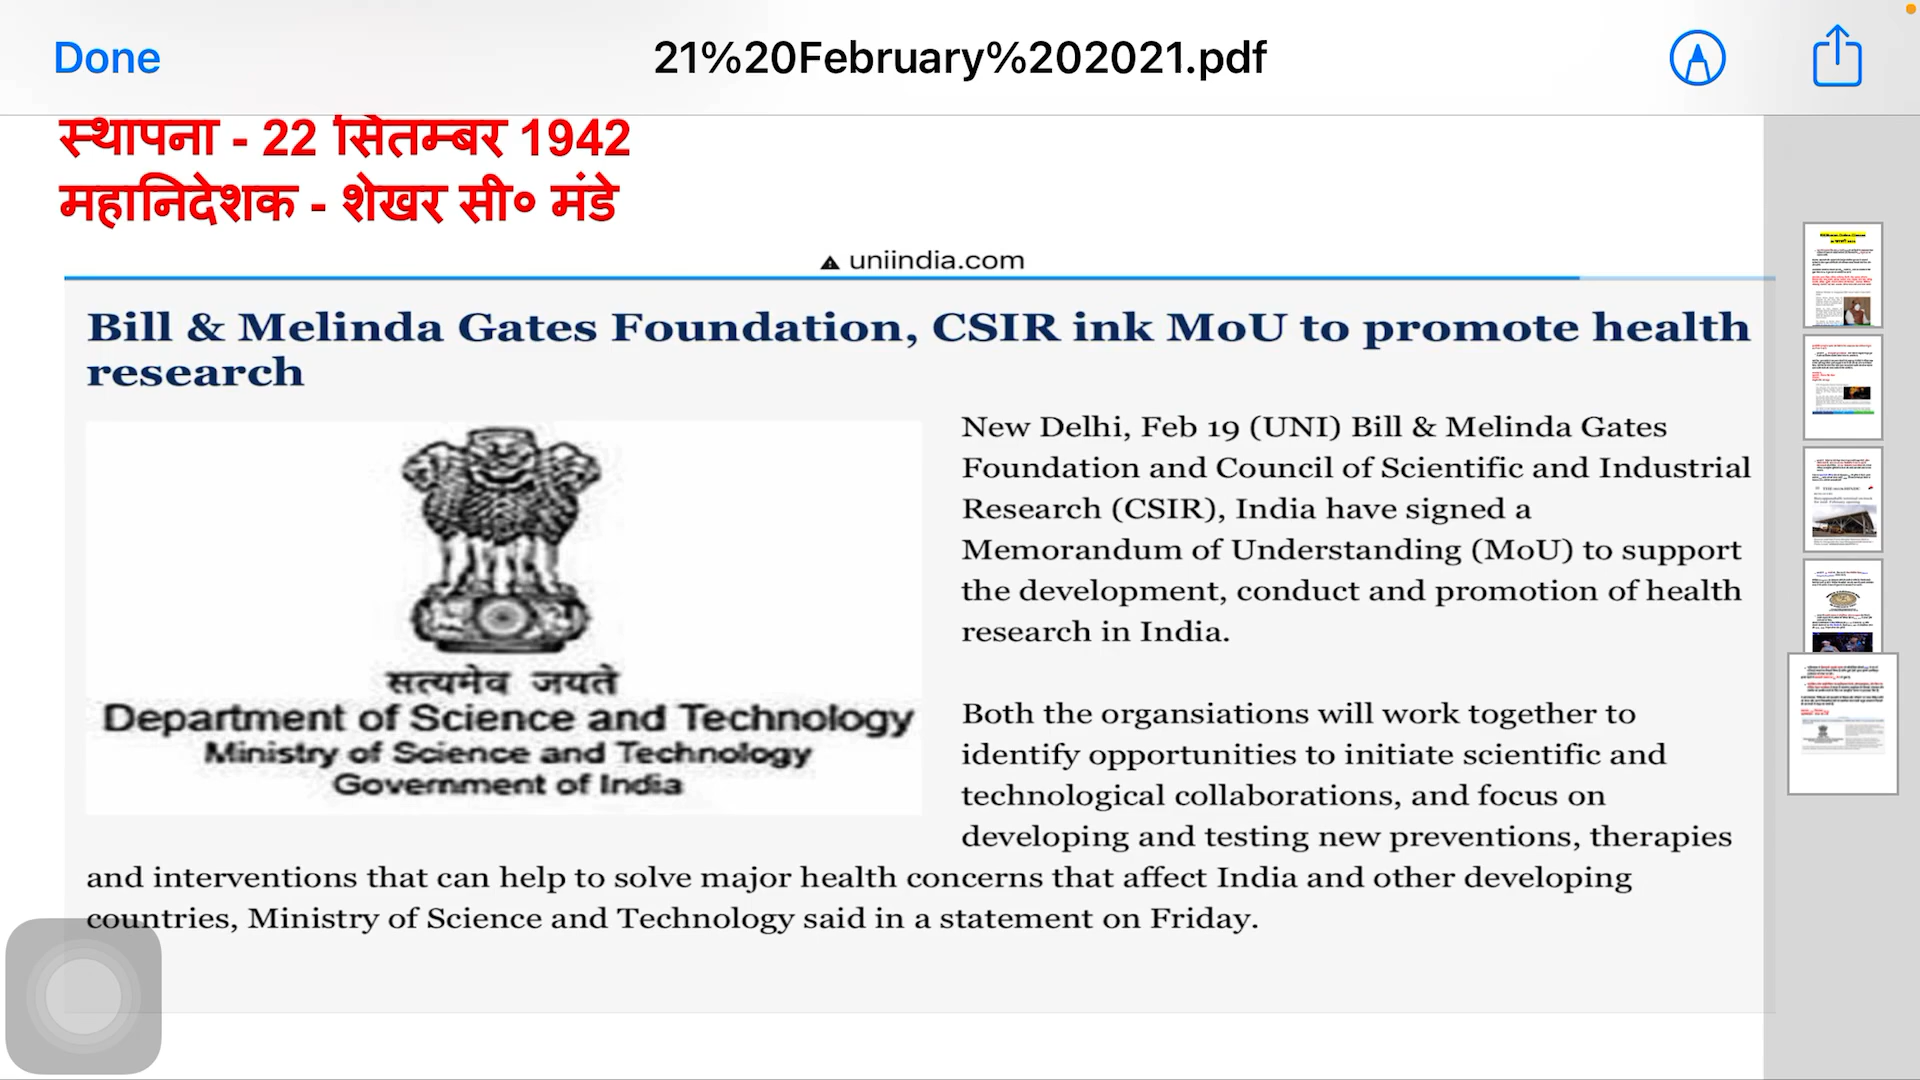 Done
21%20February%202021.pdf
स्थापना - 22 सितम्बर 1942
महानिदेशक - शेखर सी० मंडे
uniindia.com
Bill & Melinda Gates Foundation, CSIR ink MoU to promote health
research
सत्यमेव जयते
Department of Science and Technology
Ministry of Science and Technology
Government of India
New Delhi, Feb 19 (UNI) Bill & Melinda Gates
Foundation and Council of Scientific and Industrial
Research (CSIR), India have signed a
Memorandum of Understanding (MoU) to support
the development, conduct and promotion of health
research in India.
Both the organsiations will work together to
identify opportunities to initiate scientific and
technological collaborations, and focus on
developing and testing new preventions, therapies
and interventions that can help to solve major health concerns that affect India and other developing
countries, Ministry of Science and Technology said in a statement on Friday.